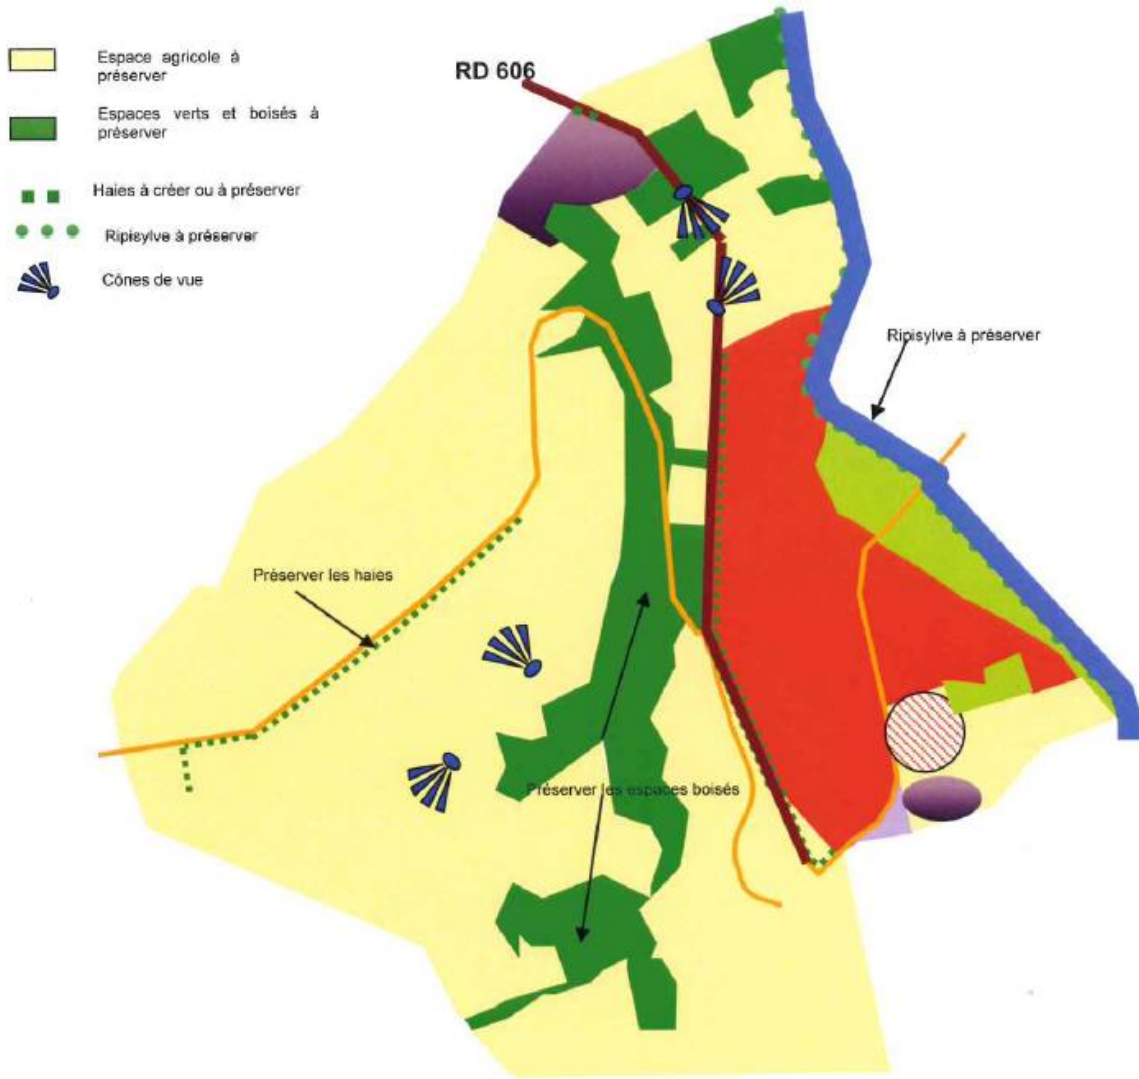 Espace agricole à
préserver
RD 606
Espaces verts et boisés à
préserver
Haies à créer ou à préserver
Ripisylve à préserver
Cônes de vue
Ripisylve à préserver
Préserver les haies
Préserver les espaces boisés